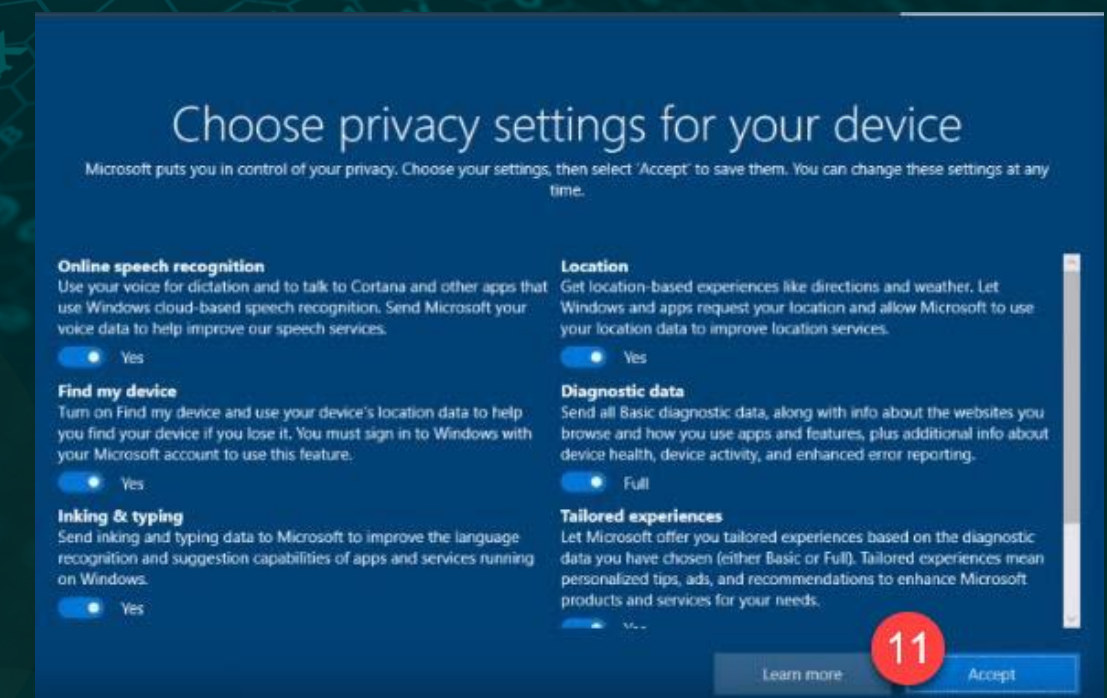 Choose privacy settings for your device
Microsoft puts you in control of your privacy. Choose your settings, then select 'Accept' to save them. You can change these settings at any
time.
Online speech recognition
Use your voice for dictation and to talk to Cortana and other apps that
use Windows cloud-based speech recognition. Send Microsoft your
voice data to help improve our speech services.
Yes
Find my device
Turn on Find my device and use your device's location data to help
you find your device if you lose it. You must sign in to Windows with
your Microsoft account to use this feature.
Yes
Inking & typing
Send inking and typing data to Microsoft to improve the language
recognition and suggestion capabilities of apps and services running
on Windows.
Yes
Location
Get location-based experiences like directions and weather. Let
Windows and apps request your location and allow Microsoft to use
your location data to improve location services.
Yes
Diagnostic data
Send all Basic diagnostic data, along with info about the websites you
browse and how you use apps and features, plus additional info about
device health, device activity, and enhanced error reporting.
Full
Tailored experiences
Let Microsoft offer you tailored experiences based on the diagnostic
data you have chosen (either Basic or Full). Tailored experiences mean
personalized tips, ads, and recommendations to enhance Microsoft
products and services for your needs.
Learn more
11
Accept